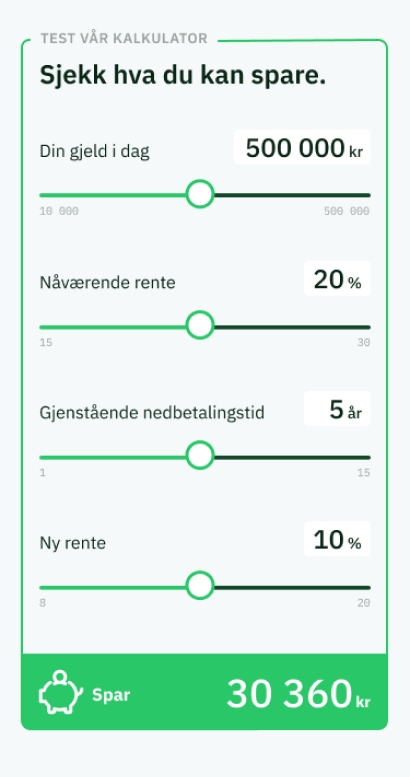 TEST VÅR KALKULATOR
Sjekk hva du kan spare.
Din gjeld i dag 500 000 kr
10 000 500 000
Nåværende rente 20 %
15 30
Gjenstående nedbetalingstid 5 år
1 15
Ny rente 10 %
8 20
Spar 30 360 kr